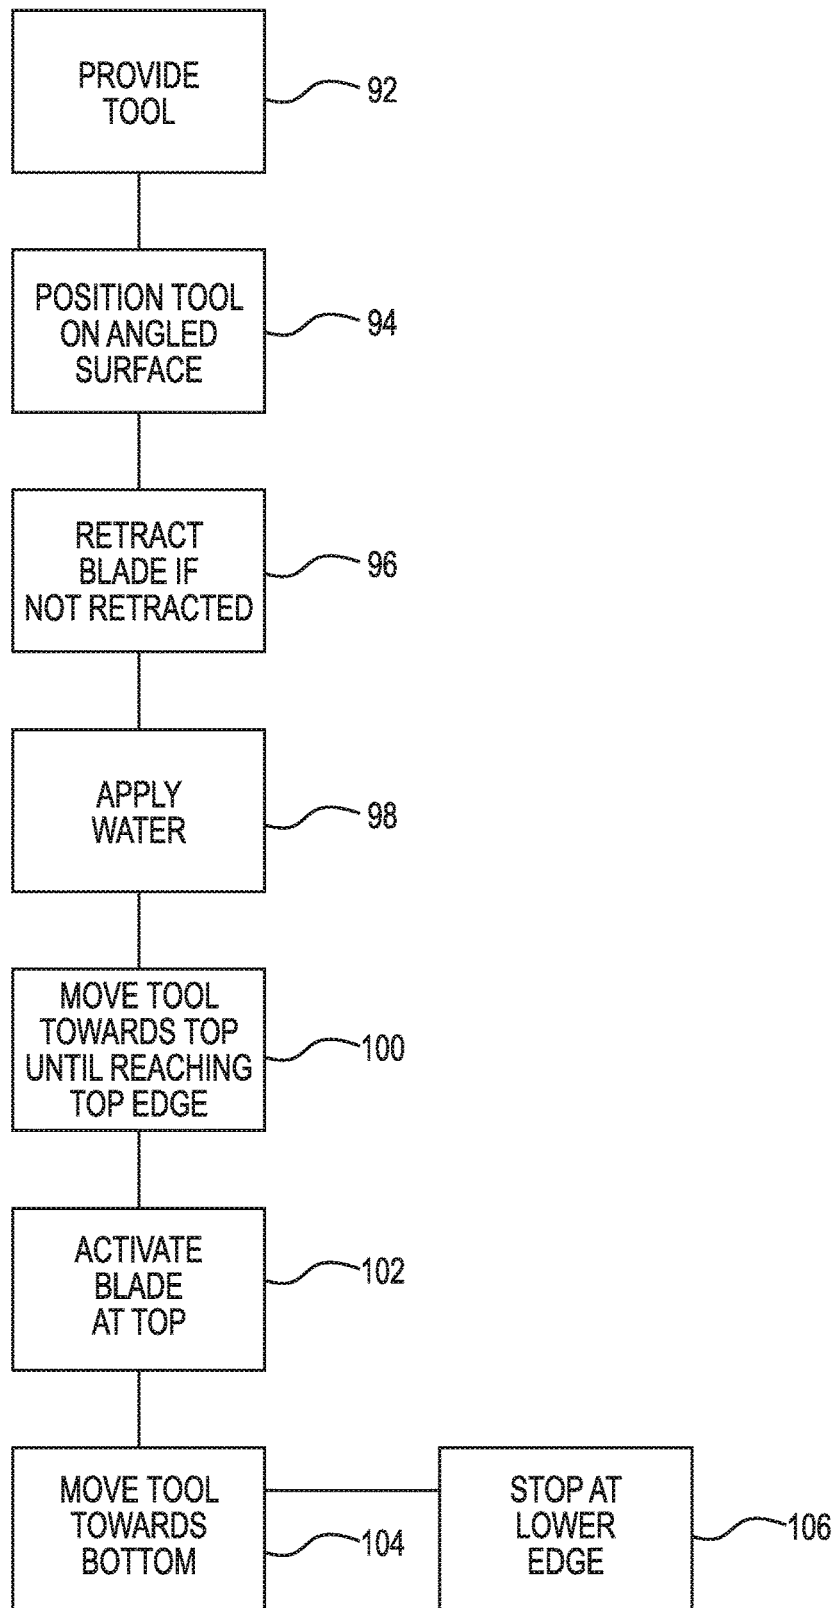 PROVIDE
TOOL
92
POSITION TOOL
ON ANGLED
SURFACE
94
RETRACT
BLADE IF
NOT RETRACTED
96
APPLY
WATER
98
MOVE TOOL
TOWARDS TOP
UNTIL REACHING
TOP EDGE
100
ACTIVATE
BLADE
AT TOP
102
MOVE TOOL
TOWARDS
BOTTOM
104
STOP AT
LOWER
EDGE
106